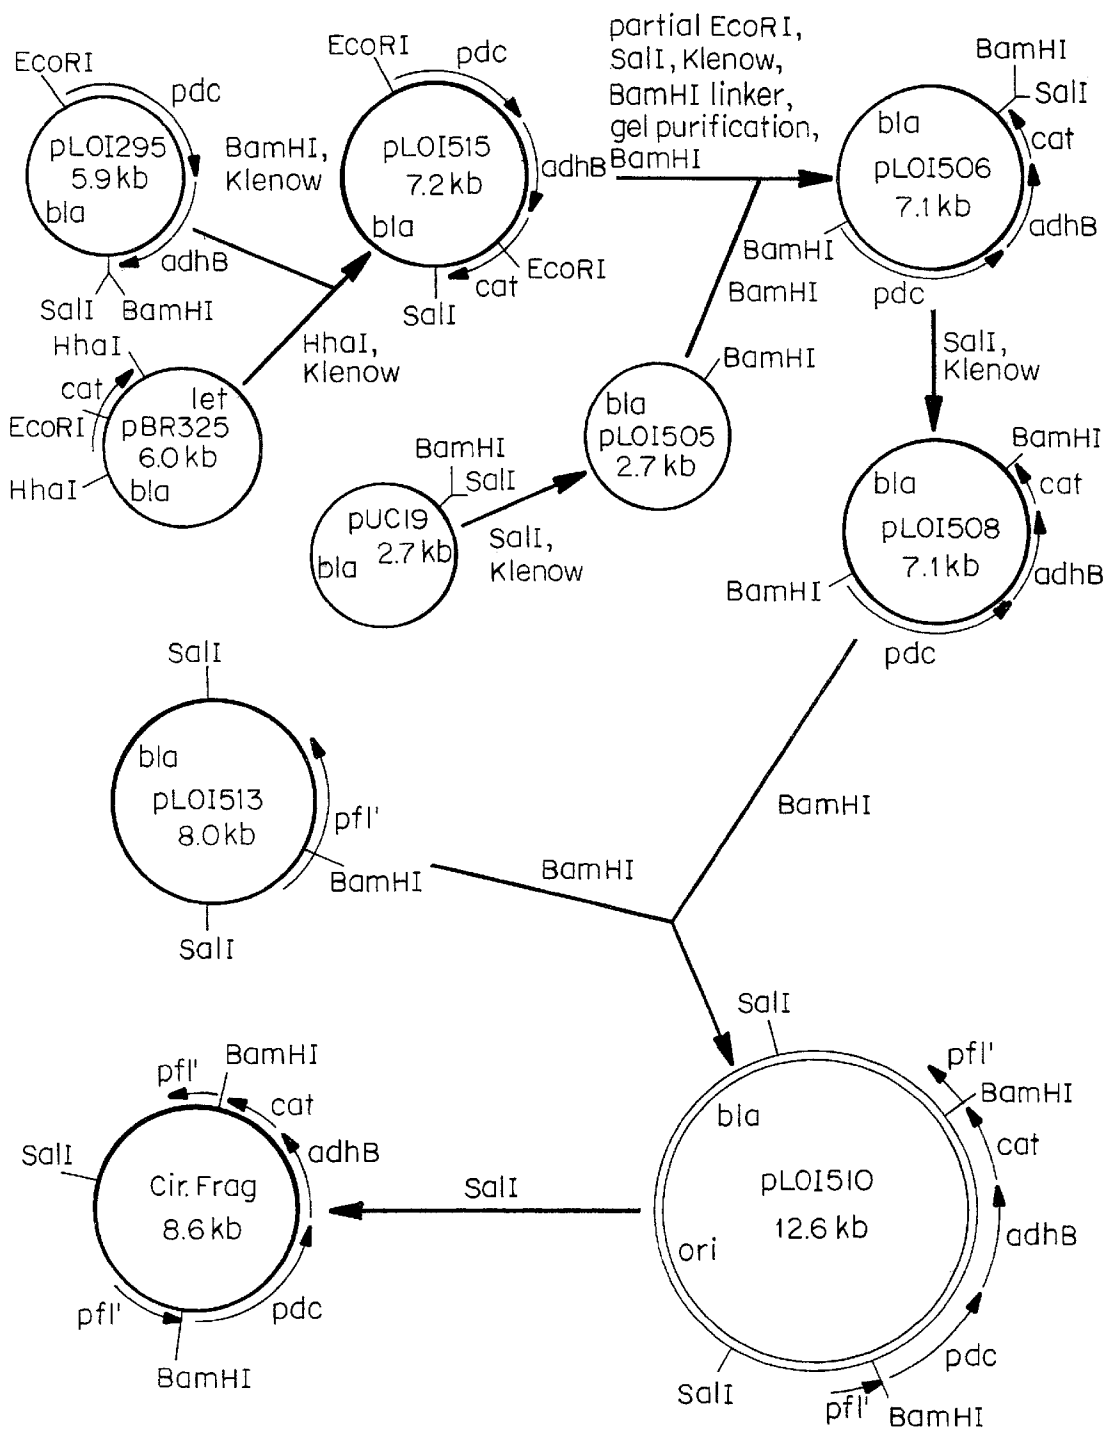 EcoRI
pdc
pLOI295
5.9 kb
bla
adhB
SalI
BamHI
BamHI,
Klenow
EcoRI
pdc
pLOI515
7.2 kb
adhB
bla
EcoRI
cat
SalI
partial EcoRI,
SalI, Klenow,
BamHI linker,
gel purification,
BamHI
BamHI
SalI
bla
cat
pLOI506
7.1 kb
adhB
BamHI
pdc
HhaI
cat
let
EcoRI
pBR325
6.0 kb
HhaI
bla
HhaI,
Klenow
BamHI
BamHI
bla
pLOI505
2.7 kb
SalI,
Klenow
BamHI
SalI
pUC19
2.7 kb
bla
SalI,
Klenow
BamHI
bla
cat
pLOI508
7.1 kb
BamHI
adhB
pdc
SalI
bla
pLOI513
8.0 kb
pfl'
BamHI
SalI
BamHI
BamHI
SalI
pfl'
BamHI
bla
cat
pLOI510
12.6 kb
adhB
ori
pdc
SalI
pfl'
BamHI
SalI
pfl'
BamHI
cat
SalI
adhB
Cir. Frag
8.6 kb
pfl'
pdc
BamHI